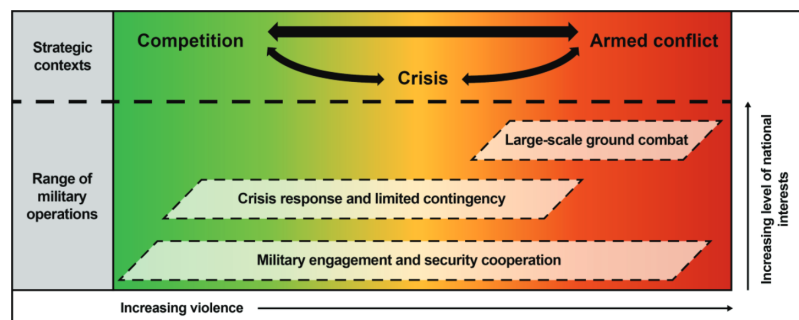 Strategic
contexts
Competition
Armed conflict
Crisis
Range of
military
operations
Large-scale ground combat
Crisis response and limited contingency
Military engagement and security cooperation
Increasing level of national
interests
Increasing violence